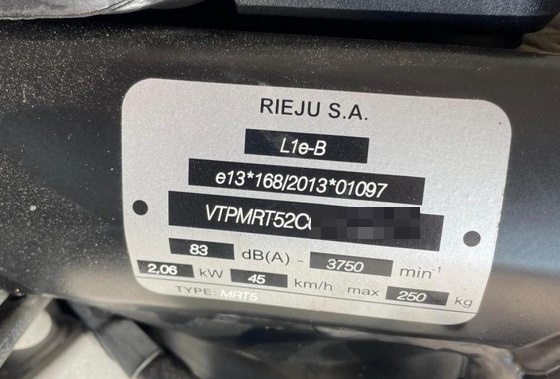 RIEJU S.A.
L1e-B
e13*168/2013*01097
VTPMRT52C
83 dB(A) - 3750 min⁻¹
2,06 kW 45 km/h max 250 kg
TYPE: MRT5